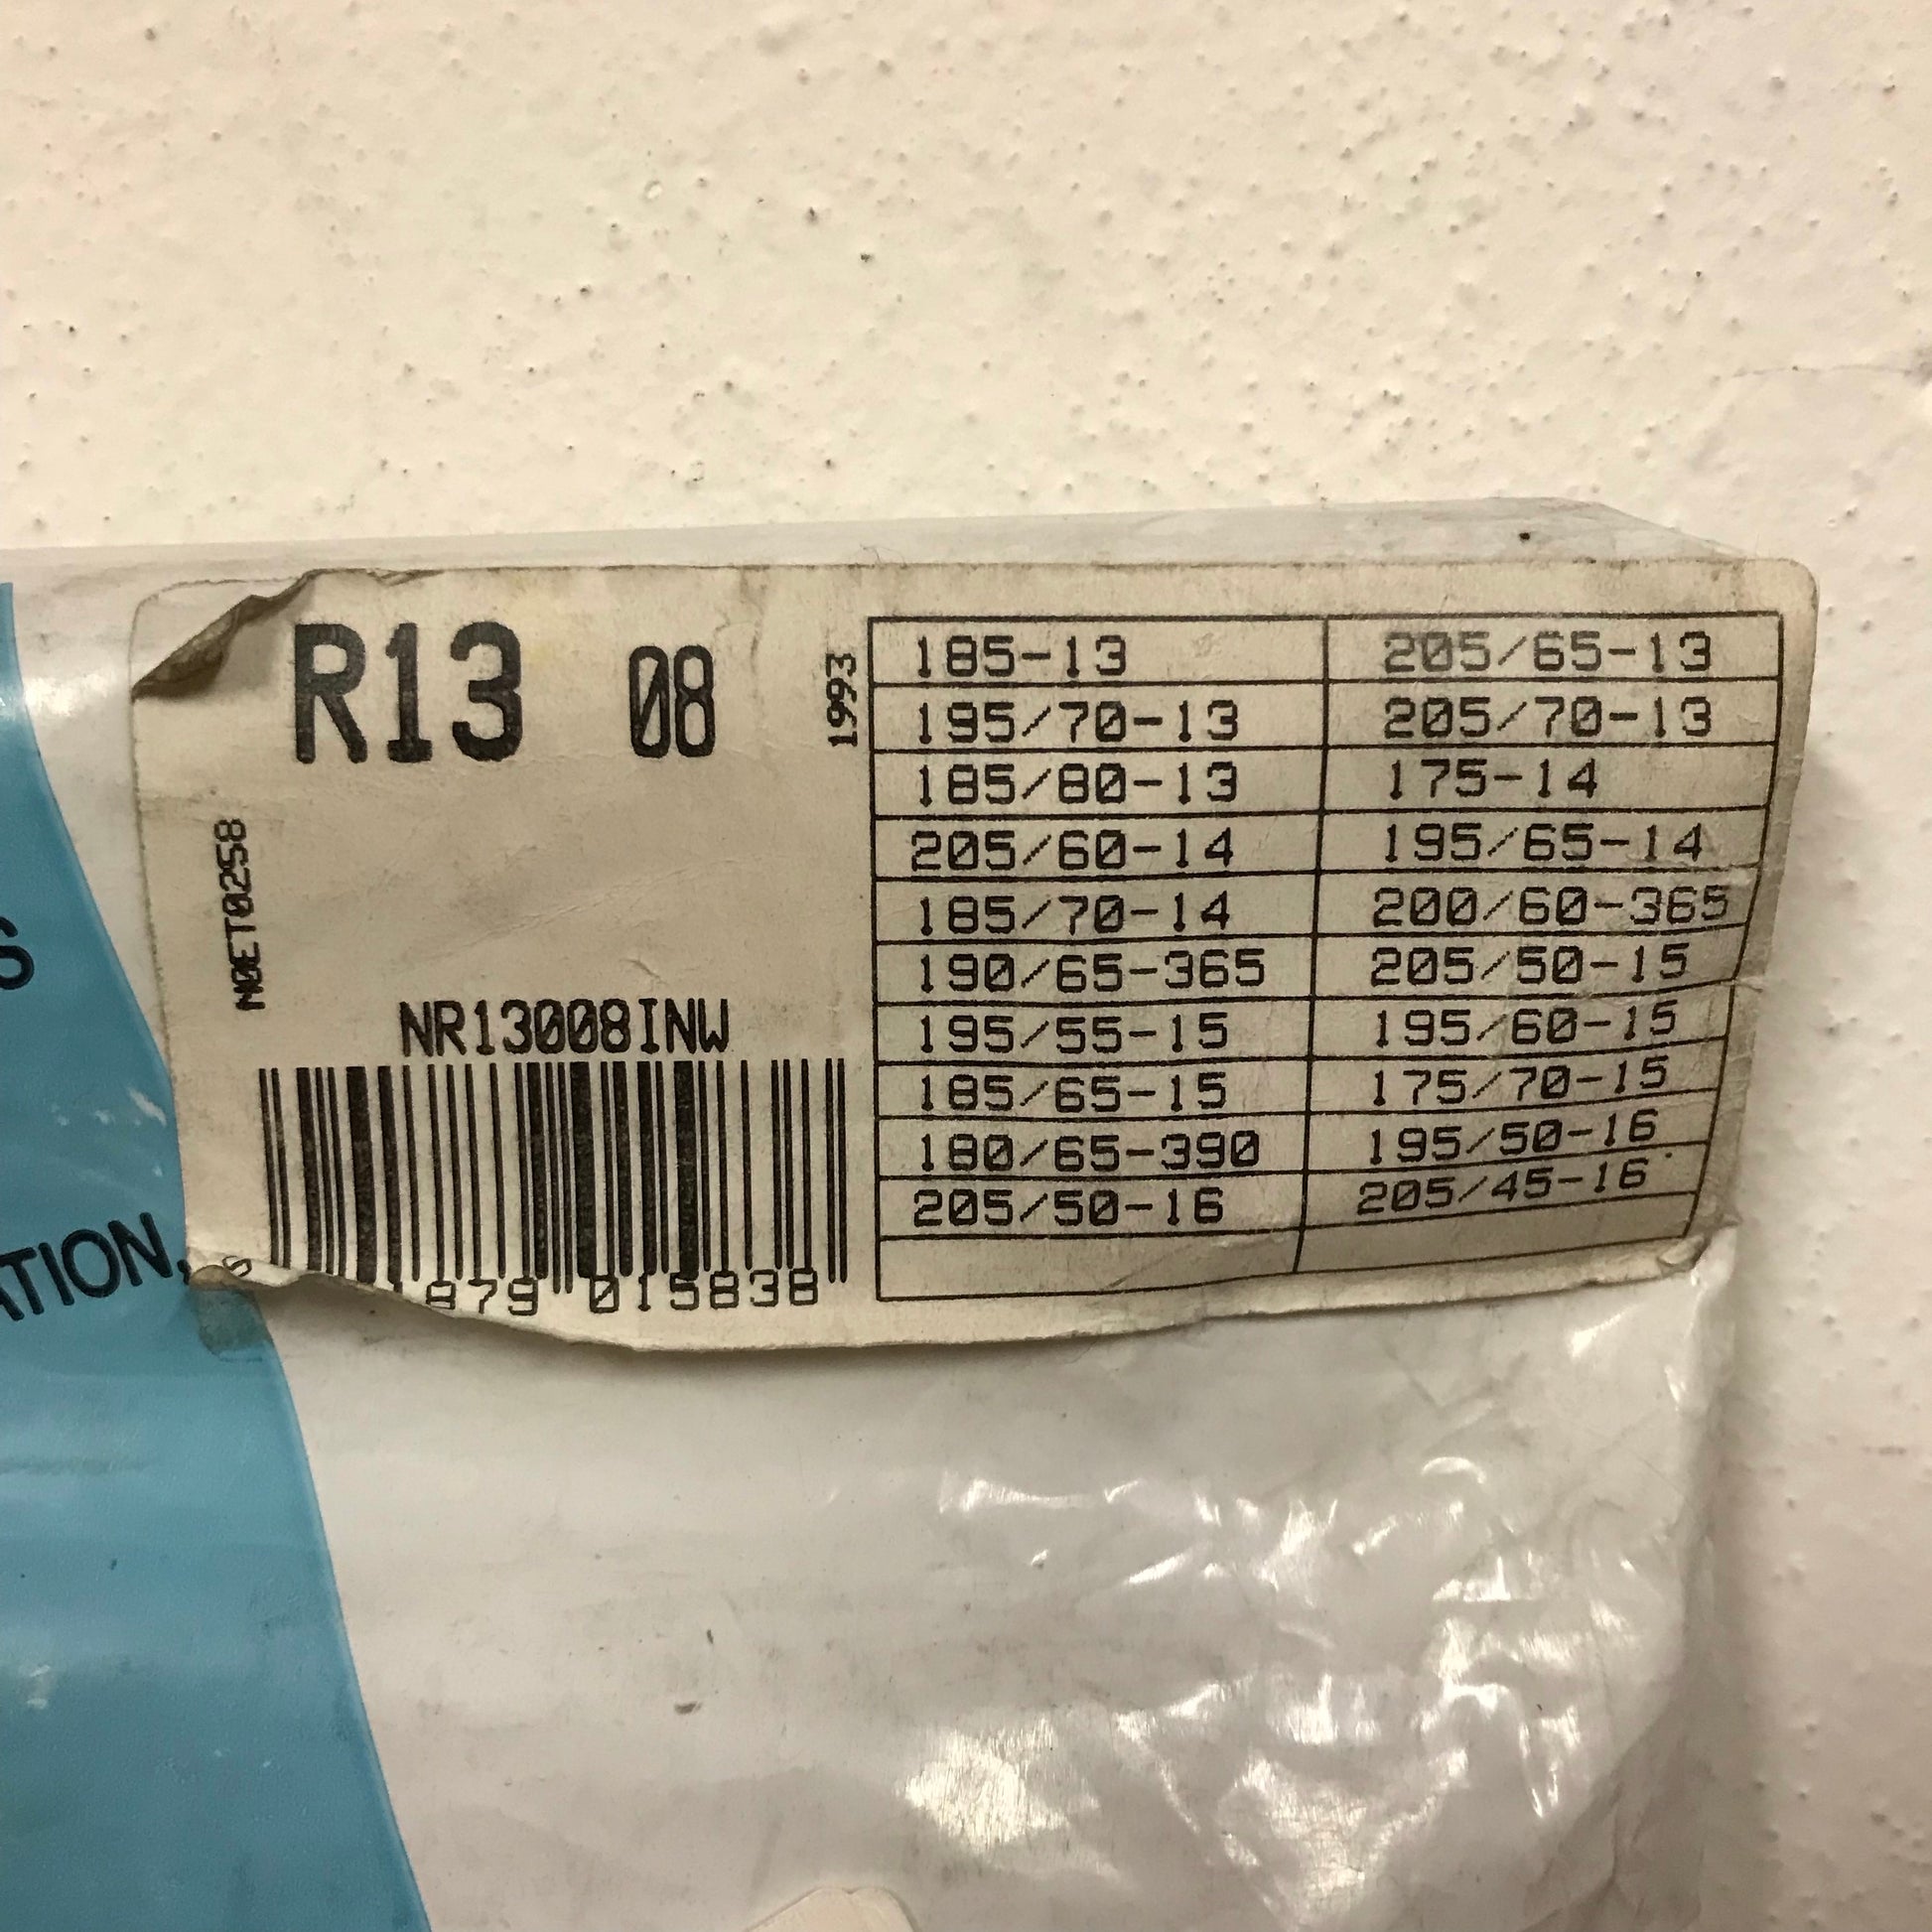 R13 08
1993
N0ET0258
NR13008INW
879 015838
185-13 205/65-13
195/70-13 205/70-13
185/80-13 175-14
205/60-14 195/65-14
185/70-14 200/60-365
190/65-365 205/50-15
195/55-15 195/60-15
185/65-15 175/70-15
180/65-390 195/50-16
205/50-16 205/45-16
S
ATION,